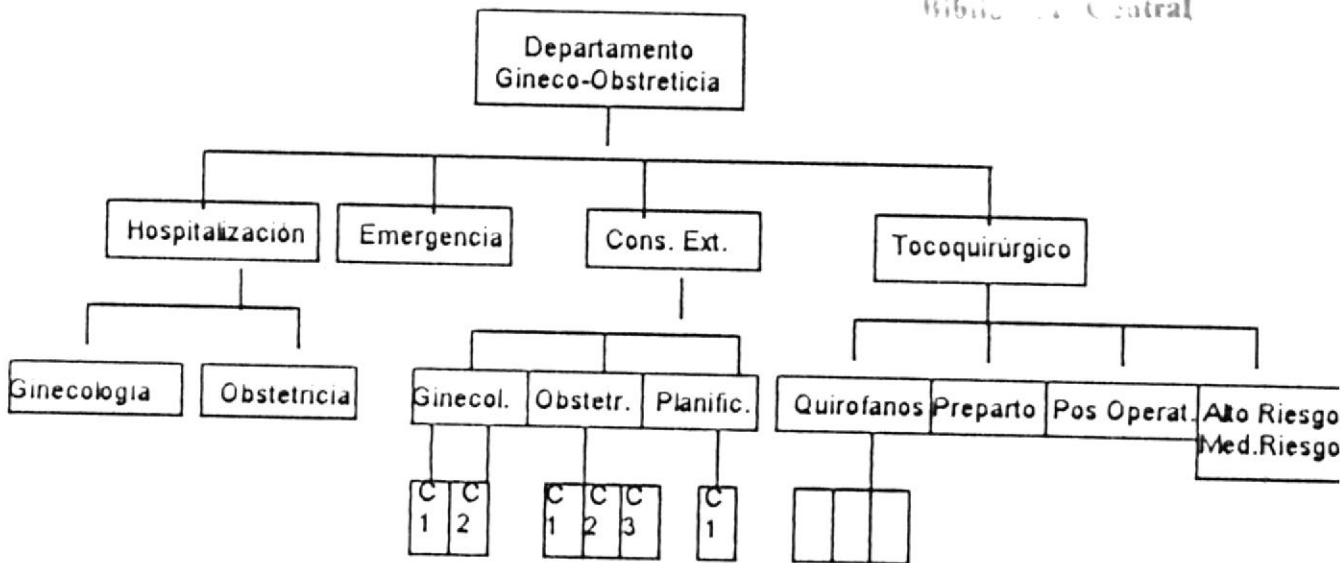 Departamento
Gineco-Obstreticia
Hospitalización
Emergencia
Cons. Ext.
Tocoquirúrgico
Ginecología
Obstetricia
Ginecol.
Obstetr.
Planific.
Quirofanos
Preparto
Pos Operat.
Alto Riesgo
Med.Riesgo
C C
1 2
C C C
1 2 3
C
1